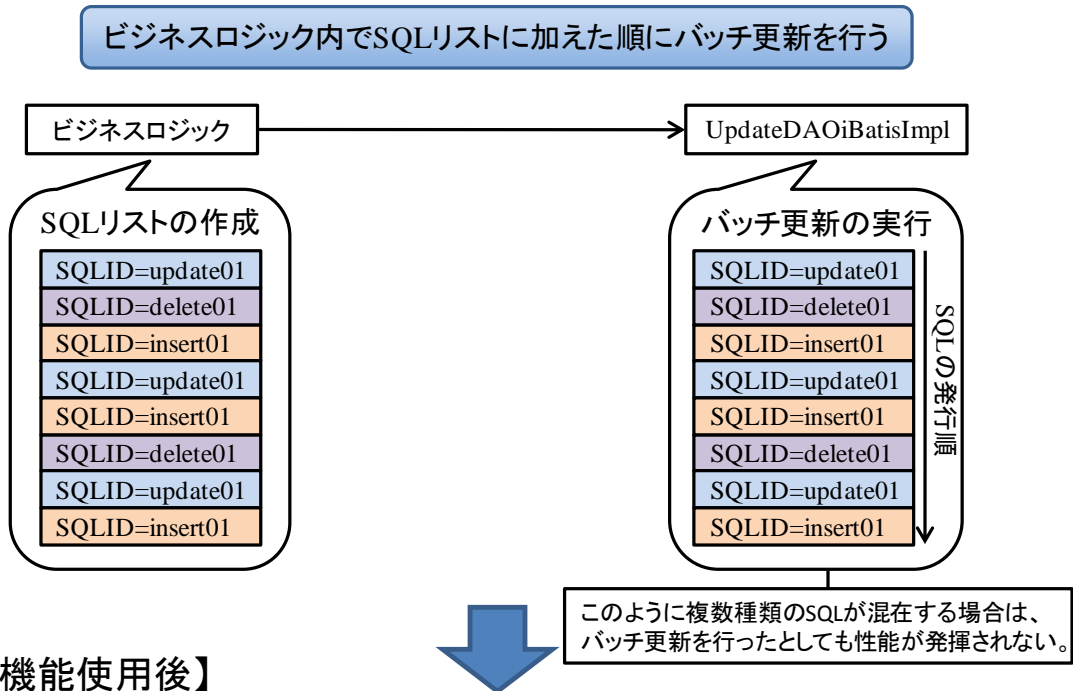 ビジネスロジック内でSQLリストに加えた順にバッチ更新を行う
ビジネスロジック
UpdateDAOiBatisImpl
SQLリストの作成
SQLID=update01
SQLID=delete01
SQLID=insert01
SQLID=update01
SQLID=insert01
SQLID=delete01
SQLID=update01
SQLID=insert01
バッチ更新の実行
SQLID=update01
SQLID=delete01
SQLID=insert01
SQLID=update01
SQLID=insert01
SQLID=delete01
SQLID=update01
SQLID=insert01
SQLの発行順
このように複数種類のSQLが混在する場合は、
バッチ更新を行ったとしても性能が発揮されない。
機能使用後】